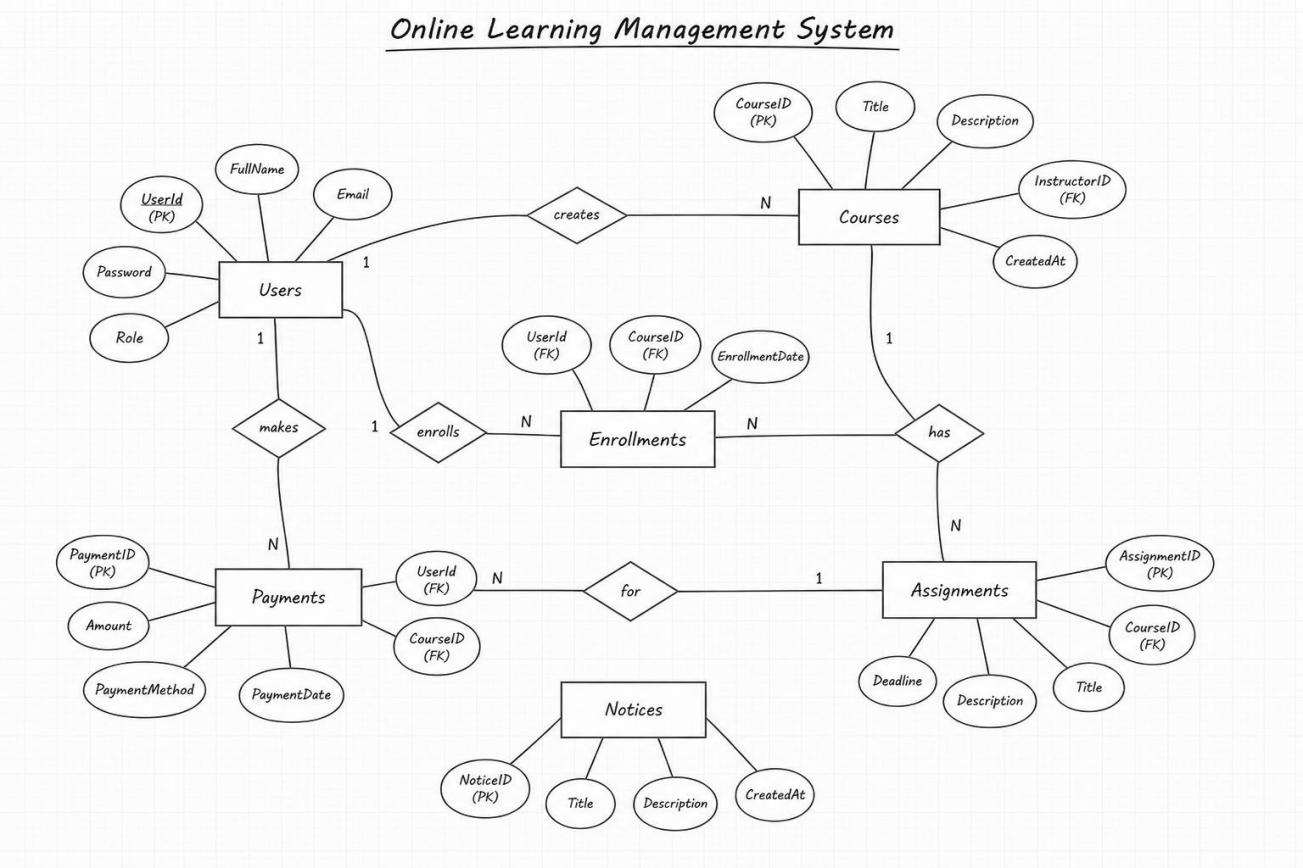 Online Learning Management System
CourseID
(PK)
Title
Description
InstructorID
(FK)
CreatedAt
Courses
UserId
(PK)
FullName
Email
Password
Role
Users
creates
1
N
1
1
1
N
makes
enrolls
N
UserId
(FK)
CourseID
(FK)
EnrollmentDate
Enrollments
N
has
N
PaymentID
(PK)
Amount
PaymentMethod
PaymentDate
Payments
UserId
(FK)
CourseID
(FK)
N
for
1
Assignments
AssignmentID
(PK)
CourseID
(FK)
Title
Description
Deadline
Notices
NoticeID
(PK)
Title
Description
CreatedAt